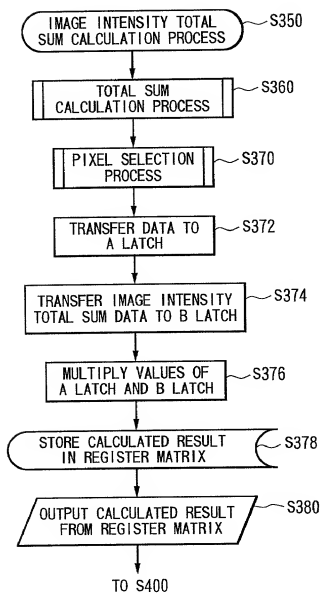 IMAGE INTENSITY TOTAL
SUM CALCULATION PROCESS
S350
TOTAL SUM
CALCULATION PROCESS
S360
PIXEL SELECTION
PROCESS
S370
TRANSFER DATA TO
A LATCH
S372
TRANSFER IMAGE INTENSITY
TOTAL SUM DATA TO B LATCH
S374
MULTIPLY VALUES OF
A LATCH AND B LATCH
S376
STORE CALCULATED RESULT
IN REGISTER MATRIX
S378
OUTPUT CALCULATED RESULT
FROM REGISTER MATRIX
S380
TO S400